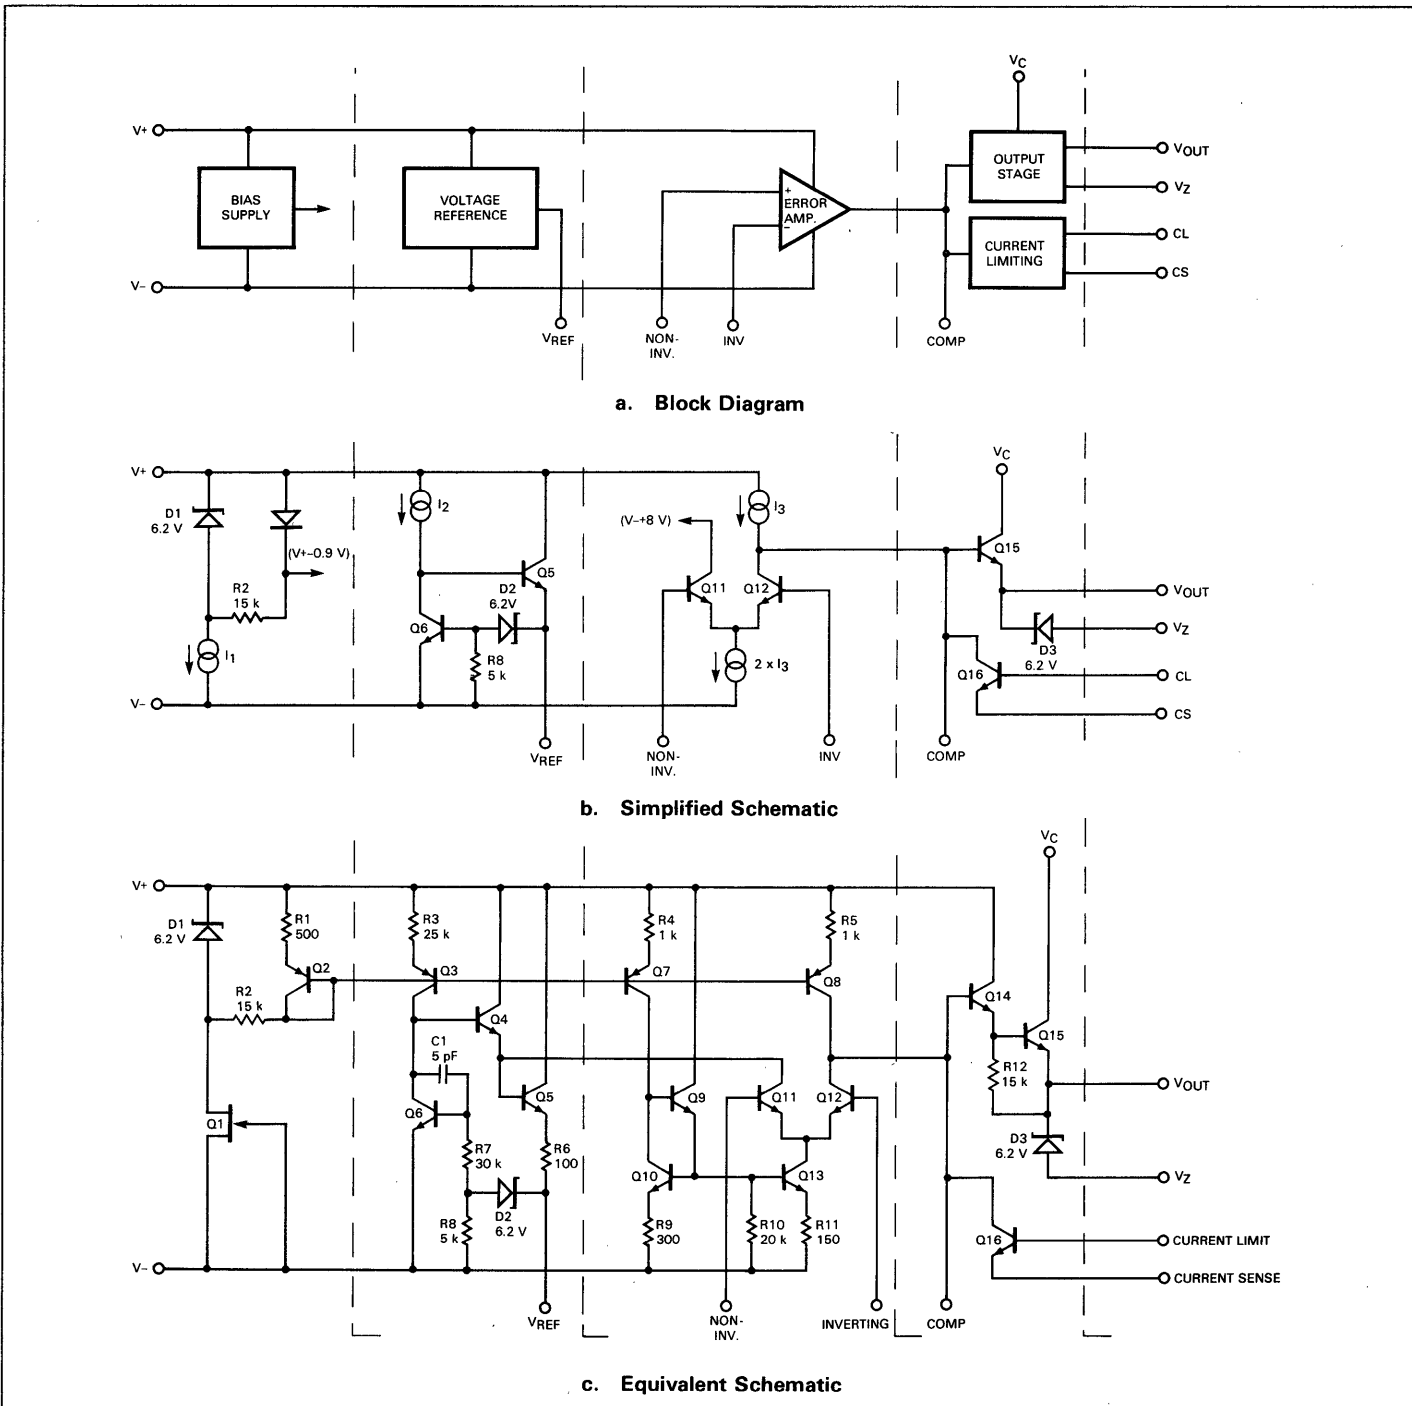 VC
V+
BIAS
SUPPLY
VOLTAGE
REFERENCE
+
ERROR
AMP.
−
OUTPUT
STAGE
VOUT
VZ
CURRENT
LIMITING
CL
CS
V−
VREF
NON-
INV.
INV
COMP
a. Block Diagram
V+
VC
D1
6.2 V
I2
(V−+8 V)
I3
Q15
(V+−0.9 V)
R2
15 k
Q5
D2
6.2V
Q11
Q12
VOUT
Q6
VZ
D3
6.2 V
I1
R8
5 k
2 x I3
Q16
CL
CS
V−
VREF
NON-
INV.
INV
COMP
b. Simplified Schematic
VC
V+
D1
6.2 V
R1
500
R3
25 k
R4
1 k
R5
1 k
Q2
Q3
Q7
Q8
R2
15 k
Q4
Q14
C1
5 pF
Q15
R12
15 k
VOUT
Q1
Q6
Q5
Q9
Q11
Q12
R7
30 k
R6
100
D3
6.2 V
Q10
Q13
VZ
R8
5 k
D2
6.2 V
R9
300
R10
20 k
R11
150
Q16
CURRENT LIMIT
V−
CURRENT SENSE
VREF
NON-
INV.
INVERTING
COMP
c. Equivalent Schematic